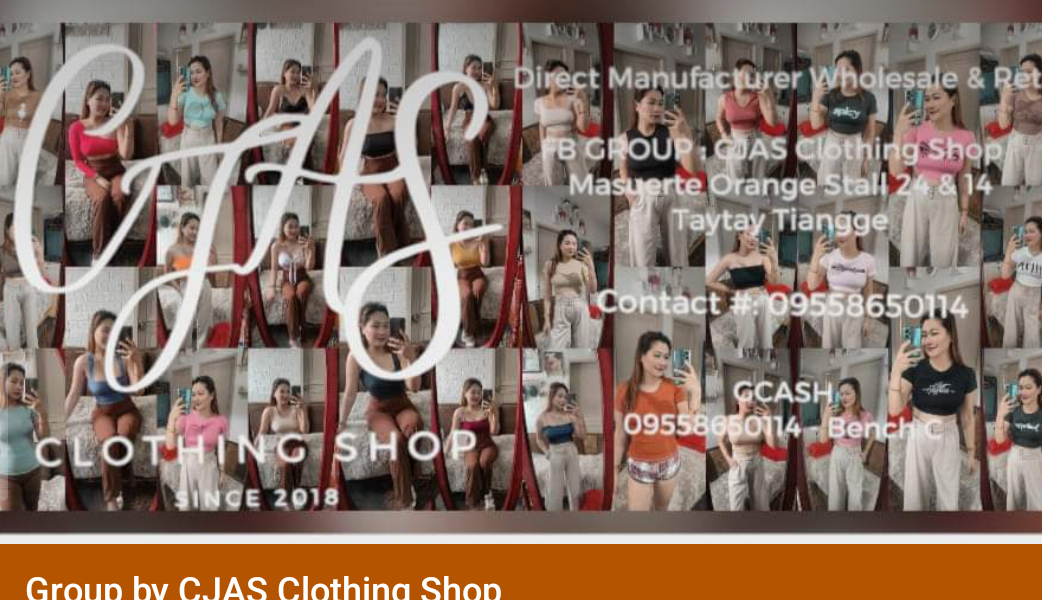 CJAS
CLOTHING SHOP
SINCE 2018
Direct Manufacturer Wholesale & Ret
FB GROUP : CJAS Clothing Shop
Masuerte Orange Stall 24 & 14
Taytay Tiangge
Contact #: 09558650114
GCASH
09558650114 - Bench C
spicy
Group by CJAS Clothing Shop